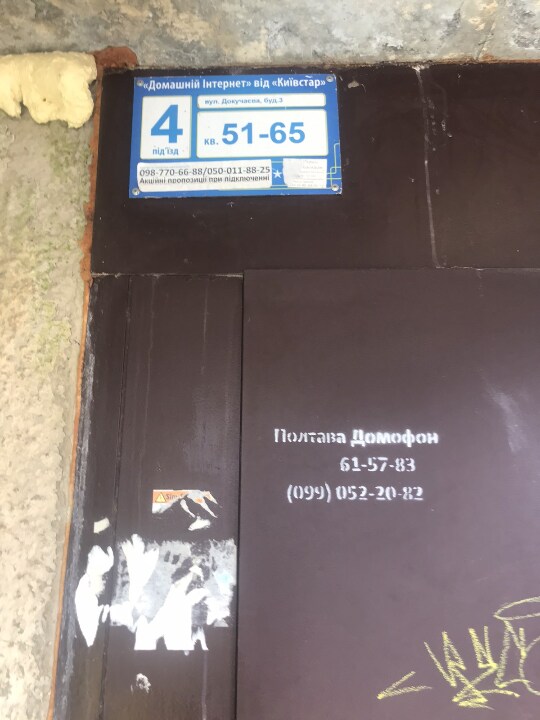 «Домашній Інтернет» від «Київстар»
вул. Докучаєва, буд.3
4
під'їзд
кв. 51-65
098-770-66-88/050-011-88-25
Акційні пропозиції при підключенні
Полтава Домофон
61-57-83
(099) 052-20-82